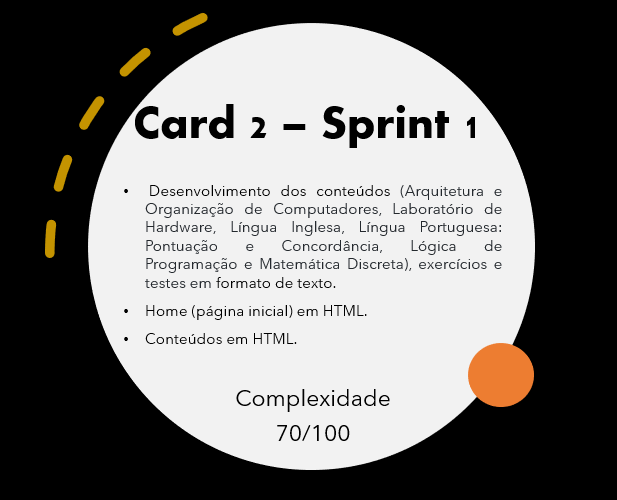 Card 2 – Sprint 1
• Desenvolvimento dos conteúdos (Arquitetura e
Organização de Computadores, Laboratório de
Hardware, Língua Inglesa, Língua Portuguesa:
Pontuação e Concordância, Lógica de
Programação e Matemática Discreta), exercícios e
testes em formato de texto.
• Home (página inicial) em HTML.
• Conteúdos em HTML.
Complexidade
70/100